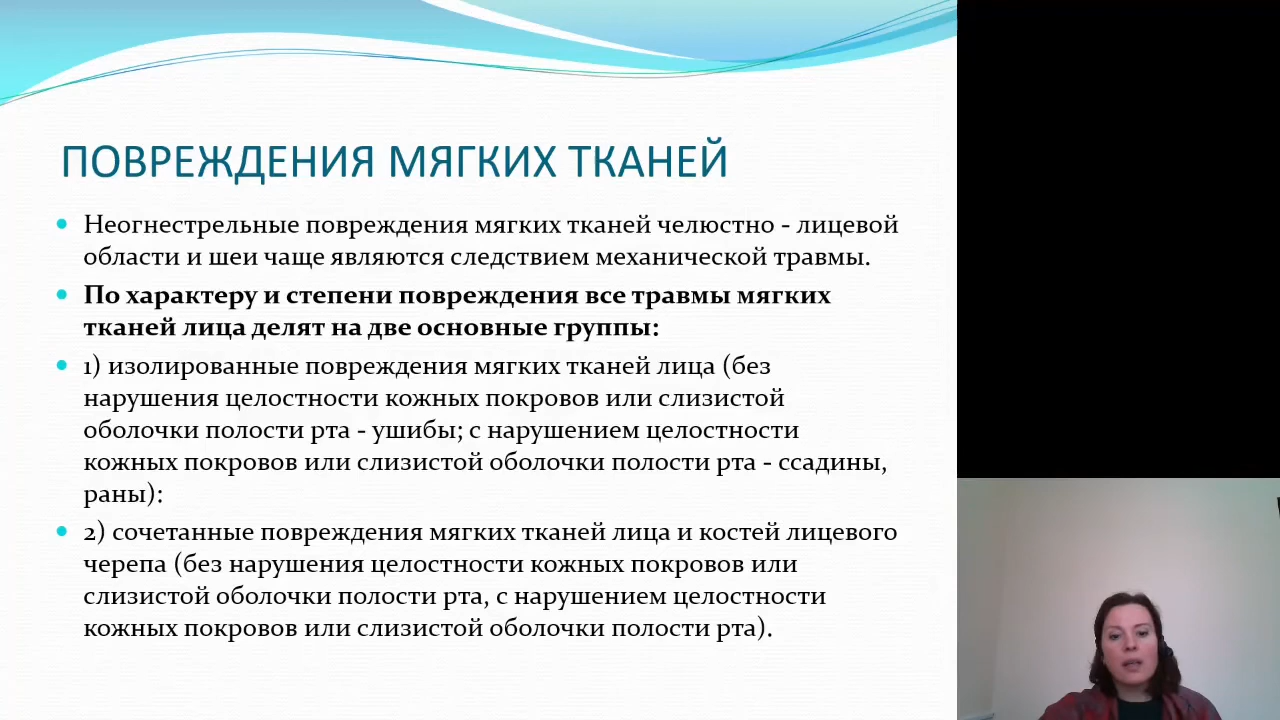 ПОВРЕЖДЕНИЯ МЯГКИХ ТКАНЕЙ
Неогнестрельные повреждения мягких тканей челюстно - лицевой
области и шеи чаще являются следствием механической травмы.
По характеру и степени повреждения все травмы мягких
тканей лица делят на две основные группы:
1) изолированные повреждения мягких тканей лица (без
нарушения целостности кожных покровов или слизистой
оболочки полости рта - ушибы; с нарушением целостности
кожных покровов или слизистой оболочки полости рта - ссадины,
раны):
2) сочетанные повреждения мягких тканей лица и костей лицевого
черепа (без нарушения целостности кожных покровов или
слизистой оболочки полости рта, с нарушением целостности
кожных покровов или слизистой оболочки полости рта).